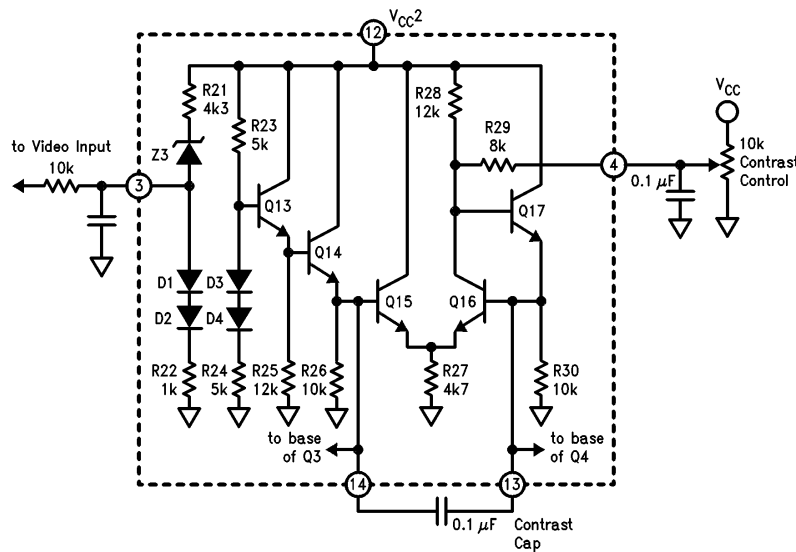 VCC2
12
R21
4k3
R23
5k
R28
12k
VCC
to Video Input
10k
Z3
R29
8k
4
10k
Contrast
Control
0.1 μF
3
Q13
Q14
Q17
D1
D3
Q15
Q16
D2
D4
R22
1k
R24
5k
R25
12k
R26
10k
R27
4k7
R30
10k
to base
of Q3
to base
of Q4
14
13
0.1 μF
Contrast
Cap